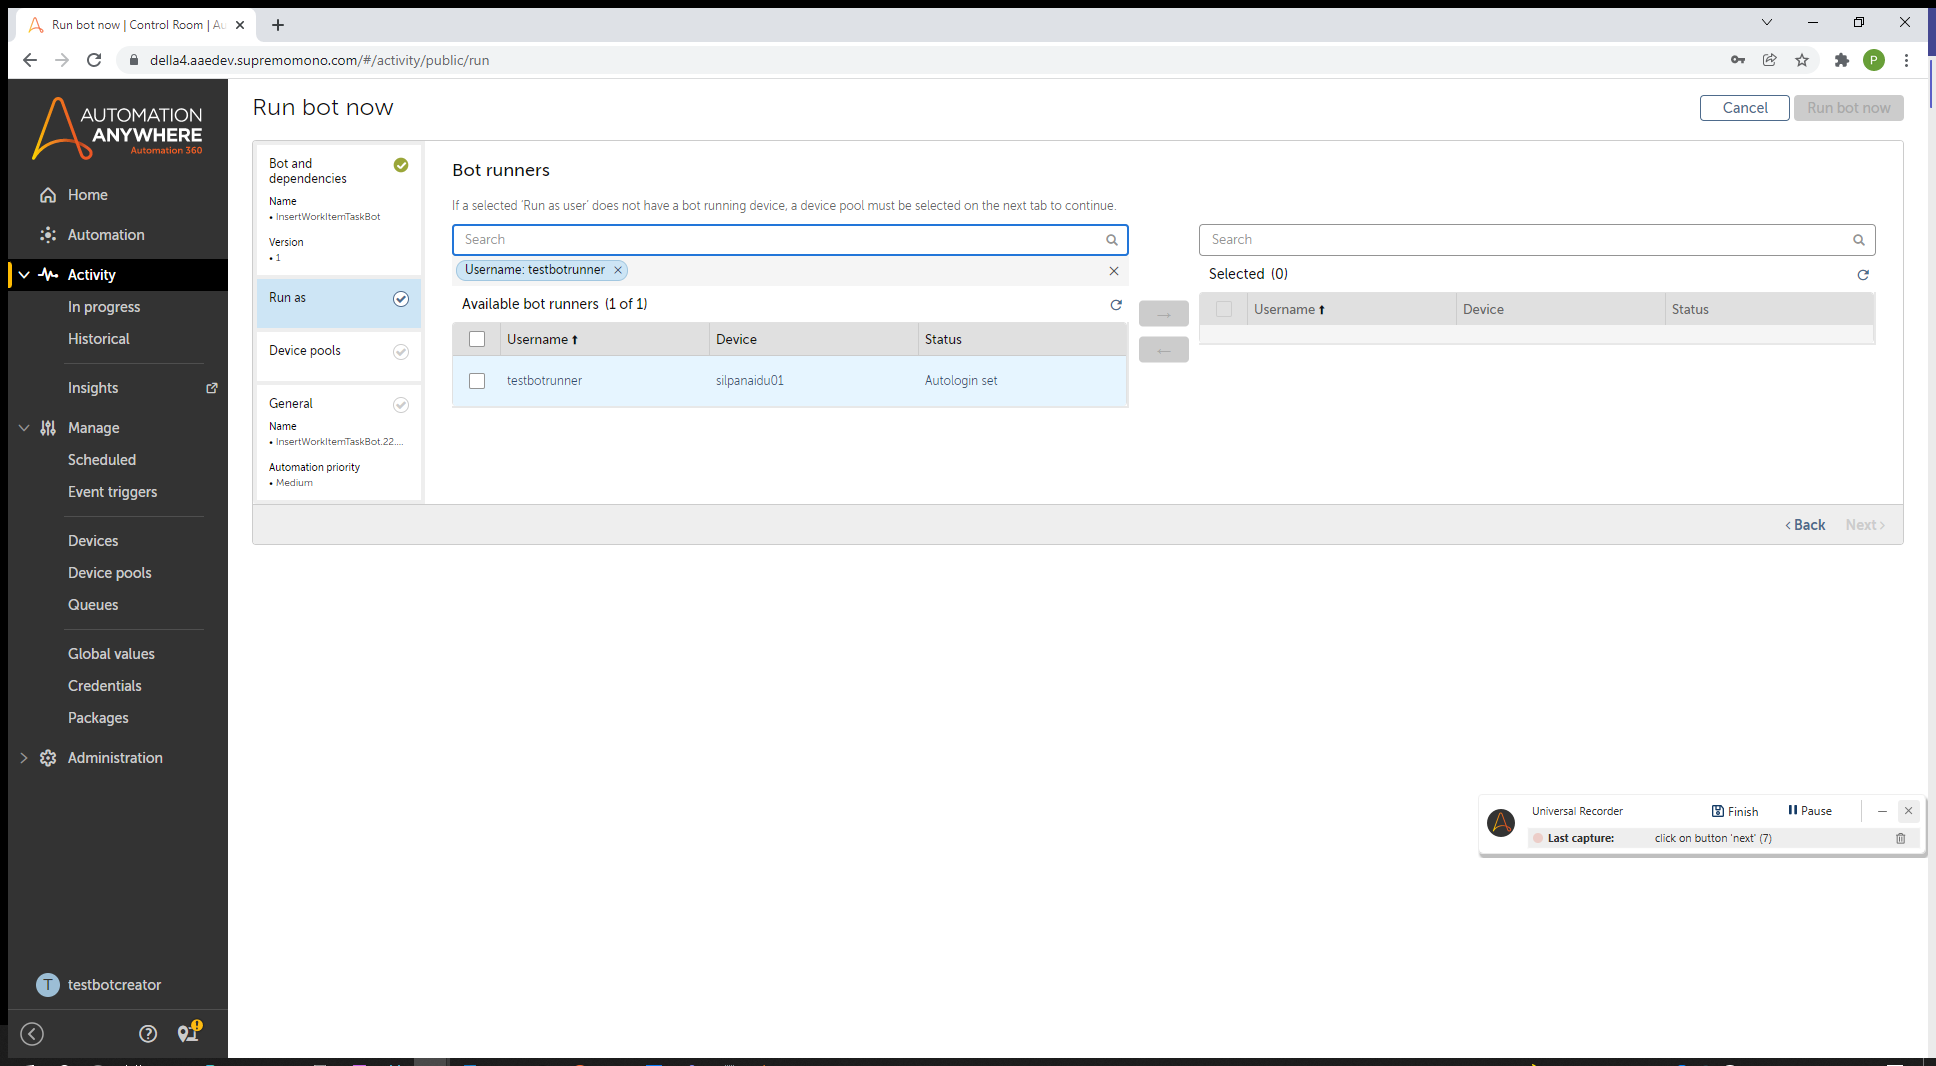 Run bot now | Control Room | Au
della4.aaedev.supremomono.com/#/activity/public/run
P
AUTOMATION
ANYWHERE
Automation 360
Home
Automation
Activity
In progress
Historical
Insights
Manage
Scheduled
Event triggers
Devices
Device pools
Queues
Global values
Credentials
Packages
Administration
T testbotcreator
Run bot now
Cancel
Run bot now
Bot and
dependencies
Name
• InsertWorkItemTaskBot
Version
• 1
Run as
Device pools
General
Name
• InsertWorkItemTaskBot.22....
Automation priority
• Medium
Bot runners
If a selected 'Run as user' does not have a bot running device, a device pool must be selected on the next tab to continue.
Search
Username: testbotrunner
Available bot runners (1 of 1)
Username Device Status
testbotrunner silpanaidu01 Autologin set
Search
Selected (0)
Username Device Status
Back Next
Universal Recorder Finish Pause
Last capture: click on button 'next' (7)